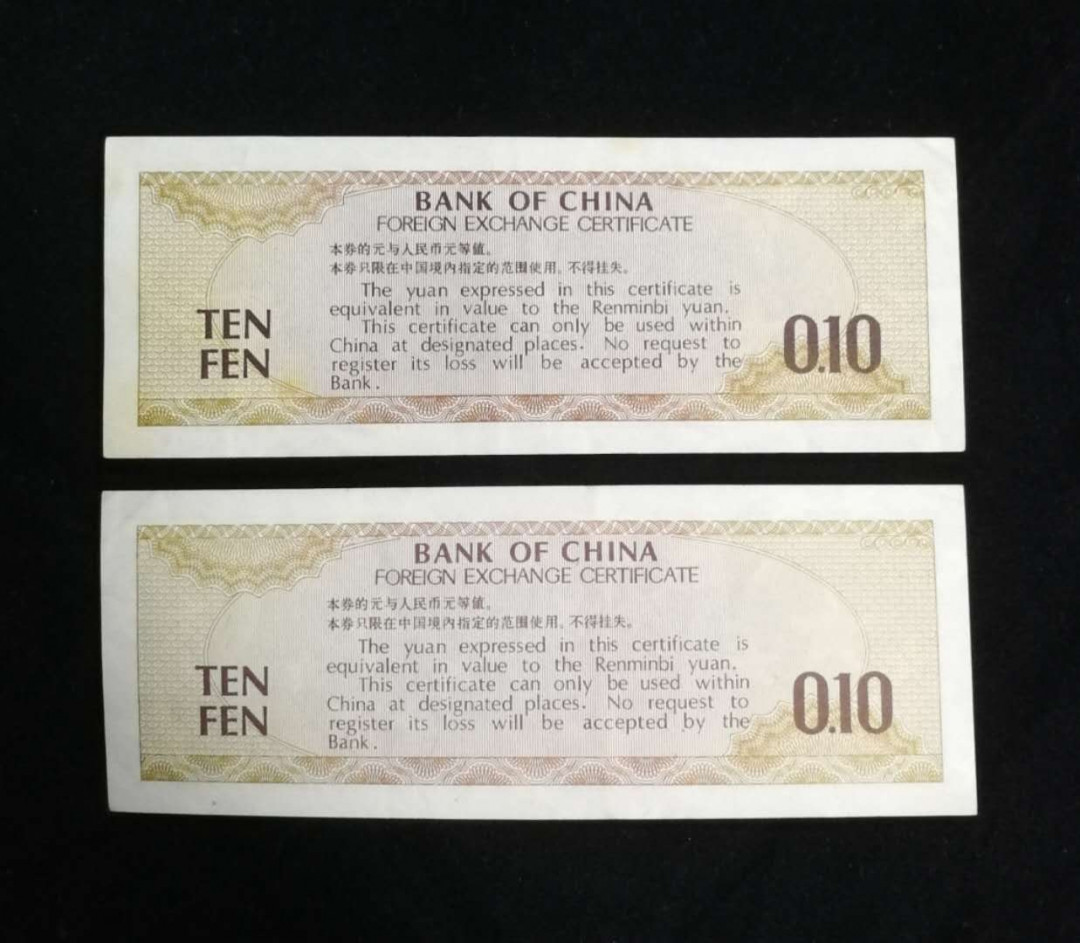 BANK OF CHINA
FOREIGN EXCHANGE CERTIFICATE
本券的元与人民币元等值。
本券只限在中国境内指定的范围使用,不得挂失。
The yuan expressed in this certificate is
equivalent in value to the Renminbi yuan.
This certificate can only be used within
China at designated places. No request to
register its loss will be accepted by the
Bank.
TEN
FEN
0.10
BANK OF CHINA
FOREIGN EXCHANGE CERTIFICATE
本券的元与人民币元等值。
本券只限在中国境内指定的范围使用,不得挂失。
The yuan expressed in this certificate is
equivalent in value to the Renminbi yuan.
This certificate can only be used within
China at designated places. No request to
register its loss will be accepted by the
Bank.
TEN
FEN
0.10